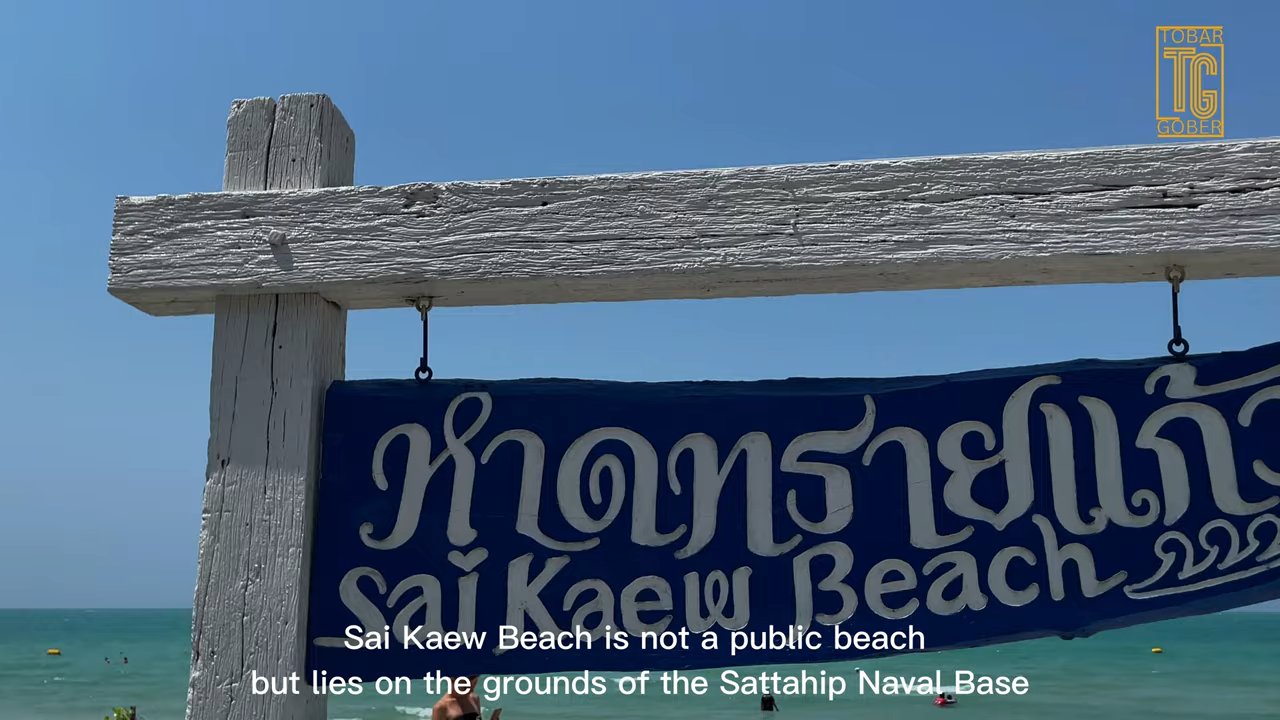 TOBAR
TG
GOBER
หาดทรายแก้ว
Sai Kaew Beach
Sai Kaew Beach is not a public beach
but lies on the grounds of the Sattahip Naval Base